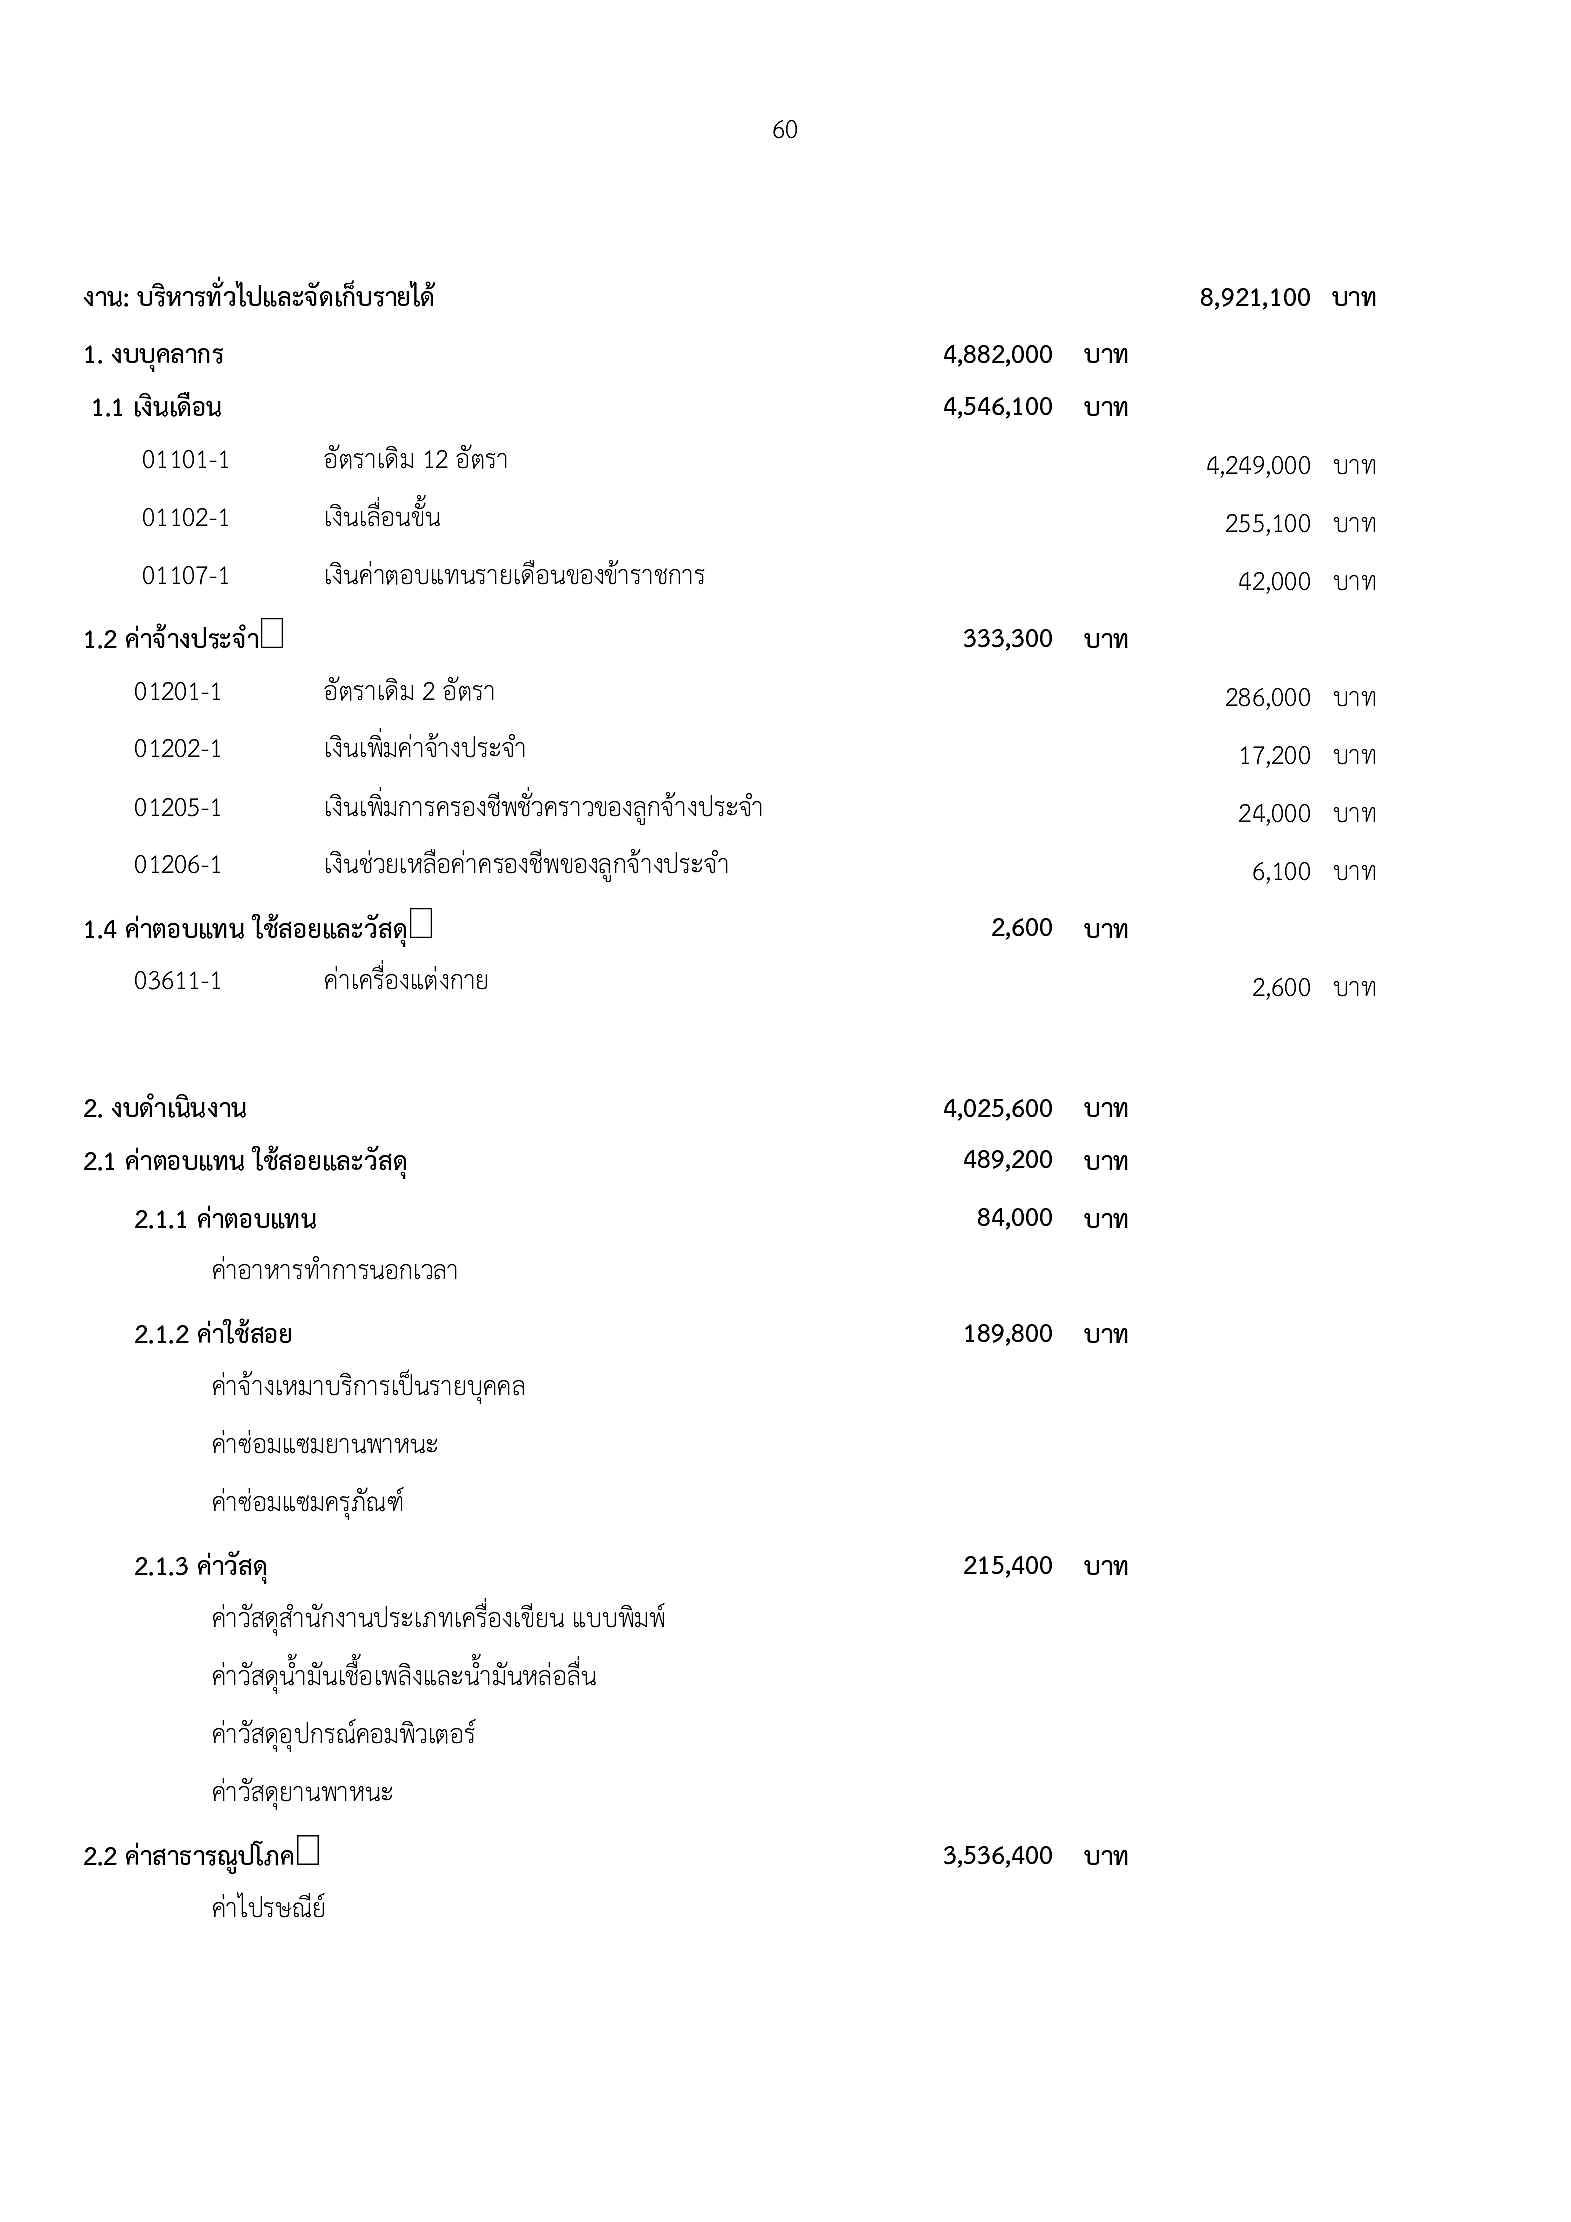 60
งาน: บริหารทั่วไปและจัดเก็บรายได้ 8,921,100 บาท
1. งบบุคลากร 4,882,000 บาท
1.1 เงินเดือน 4,546,100 บาท
01101-1 อัตราเดิม 12 อัตรา 4,249,000 บาท
01102-1 เงินเลื่อนขั้น 255,100 บาท
01107-1 เงินค่าตอบแทนรายเดือนของข้าราชการ 42,000 บาท
1.2 ค่าจ้างประจำ 333,300 บาท
01201-1 อัตราเดิม 2 อัตรา 286,000 บาท
01202-1 เงินเพิ่มค่าจ้างประจำ 17,200 บาท
01205-1 เงินเพิ่มการครองชีพชั่วคราวของลูกจ้างประจำ 24,000 บาท
01206-1 เงินช่วยเหลือค่าครองชีพของลูกจ้างประจำ 6,100 บาท
1.4 ค่าตอบแทน ใช้สอยและวัสดุ 2,600 บาท
03611-1 ค่าเครื่องแต่งกาย 2,600 บาท
2. งบดำเนินงาน 4,025,600 บาท
2.1 ค่าตอบแทน ใช้สอยและวัสดุ 489,200 บาท
2.1.1 ค่าตอบแทน 84,000 บาท
ค่าอาหารทำการนอกเวลา
2.1.2 ค่าใช้สอย 189,800 บาท
ค่าจ้างเหมาบริการเป็นรายบุคคล
ค่าซ่อมแซมยานพาหนะ
ค่าซ่อมแซมครุภัณฑ์
2.1.3 ค่าวัสดุ 215,400 บาท
ค่าวัสดุสำนักงานประเภทเครื่องเขียน แบบพิมพ์
ค่าวัสดุน้ำมันเชื้อเพลิงและน้ำมันหล่อลื่น
ค่าวัสดุอุปกรณ์คอมพิวเตอร์
ค่าวัสดุยานพาหนะ
2.2 ค่าสาธารณูปโภค 3,536,400 บาท
ค่าไปรษณีย์